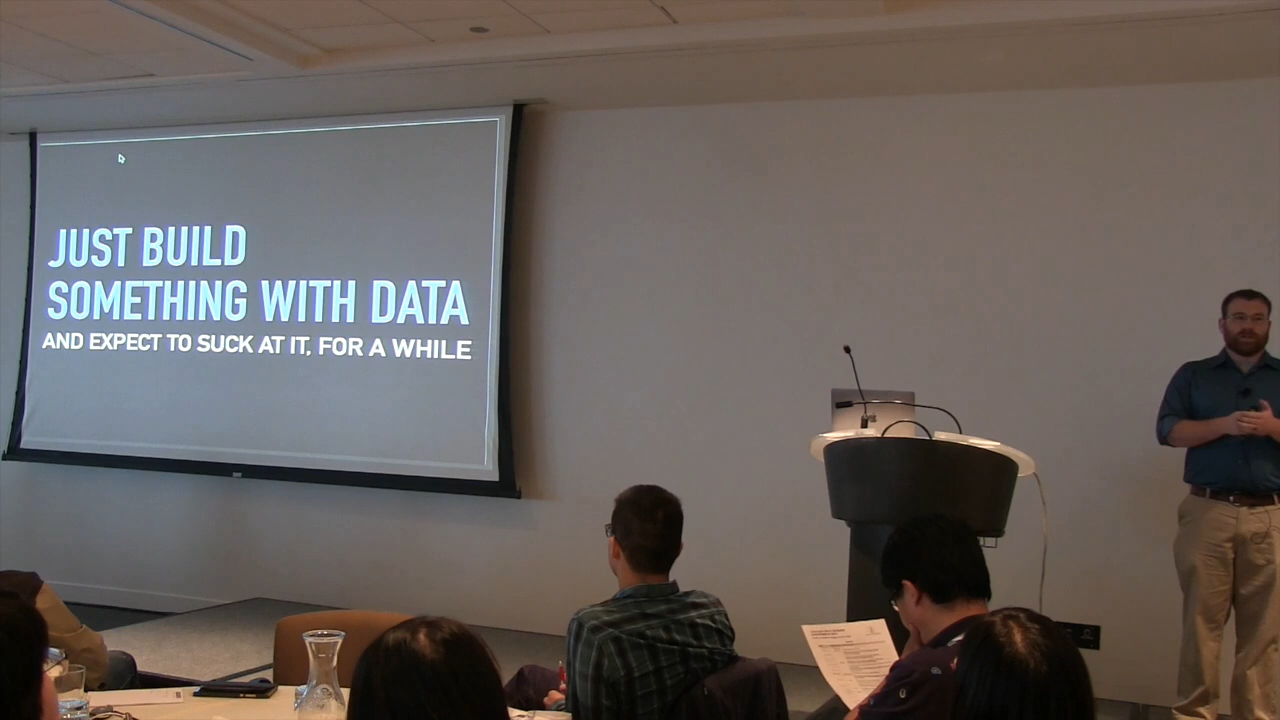 JUST BUILD
SOMETHING WITH DATA
AND EXPECT TO SUCK AT IT, FOR A WHILE